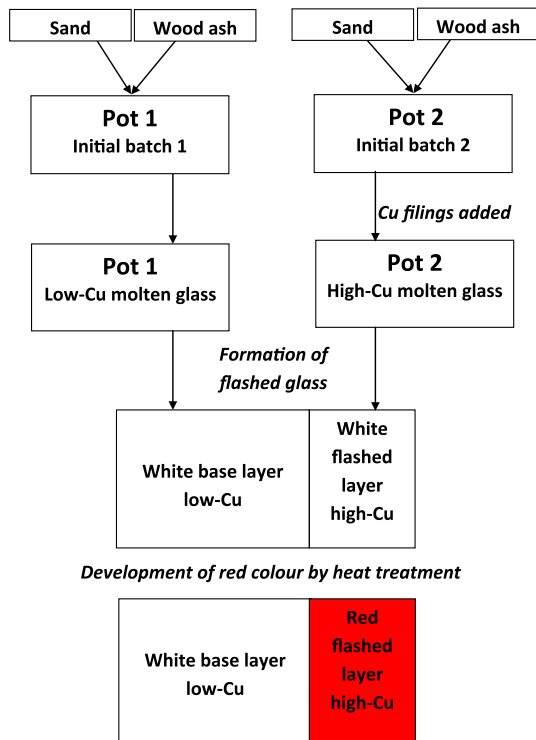 Sand
Wood ash
Sand
Wood ash
Pot 1
Initial batch 1
Pot 2
Initial batch 2
Cu filings added
Pot 1
Low-Cu molten glass
Pot 2
High-Cu molten glass
Formation of
flashed glass
White base layer
low-Cu
White
flashed
layer
high-Cu
Development of red colour by heat treatment
White base layer
low-Cu
Red
flashed
layer
high-Cu